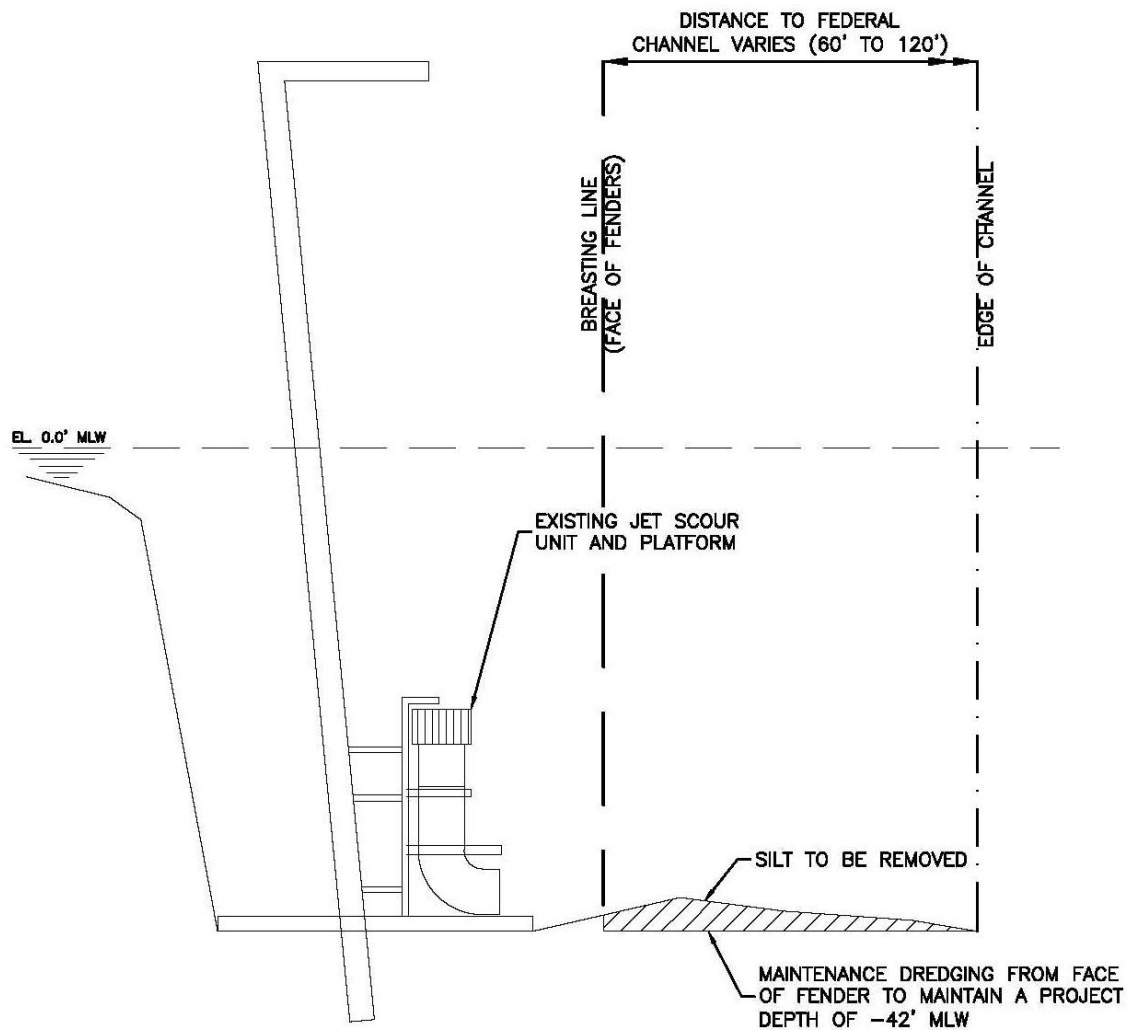 DISTANCE TO FEDERAL
CHANNEL VARIES (60' TO 120')
BREASTING LINE
(FACE OF FENDERS)
EDGE OF CHANNEL
EL. 0.0' MLW
EXISTING JET SCOUR
UNIT AND PLATFORM
SILT TO BE REMOVED
MAINTENANCE DREDGING FROM FACE
OF FENDER TO MAINTAIN A PROJECT
DEPTH OF -42' MLW